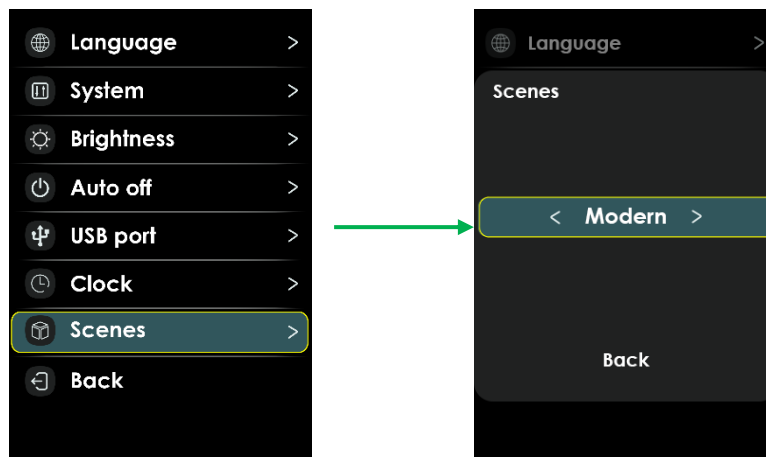 Language >
System >
Brightness >
Auto off >
USB port >
Clock >
Scenes >
Back
Language >
Scenes
< Modern >
Back